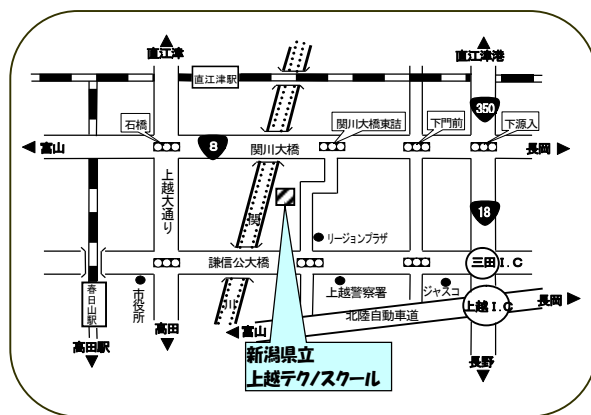 直江津
直江津港
直江津駅
350
石橋
関川大橋東詰
下門前
下源入
富山
8
関川大橋
長岡
上越大通り
関
18
リージョンプラザ
謙信公大橋
三田I.C
春日山駅
市役所
川
上越警察署
ジャスコ
上越I.C
長岡
北陸自動車道
高田駅
高田
富山
長野
新潟県立
上越テクノスクール